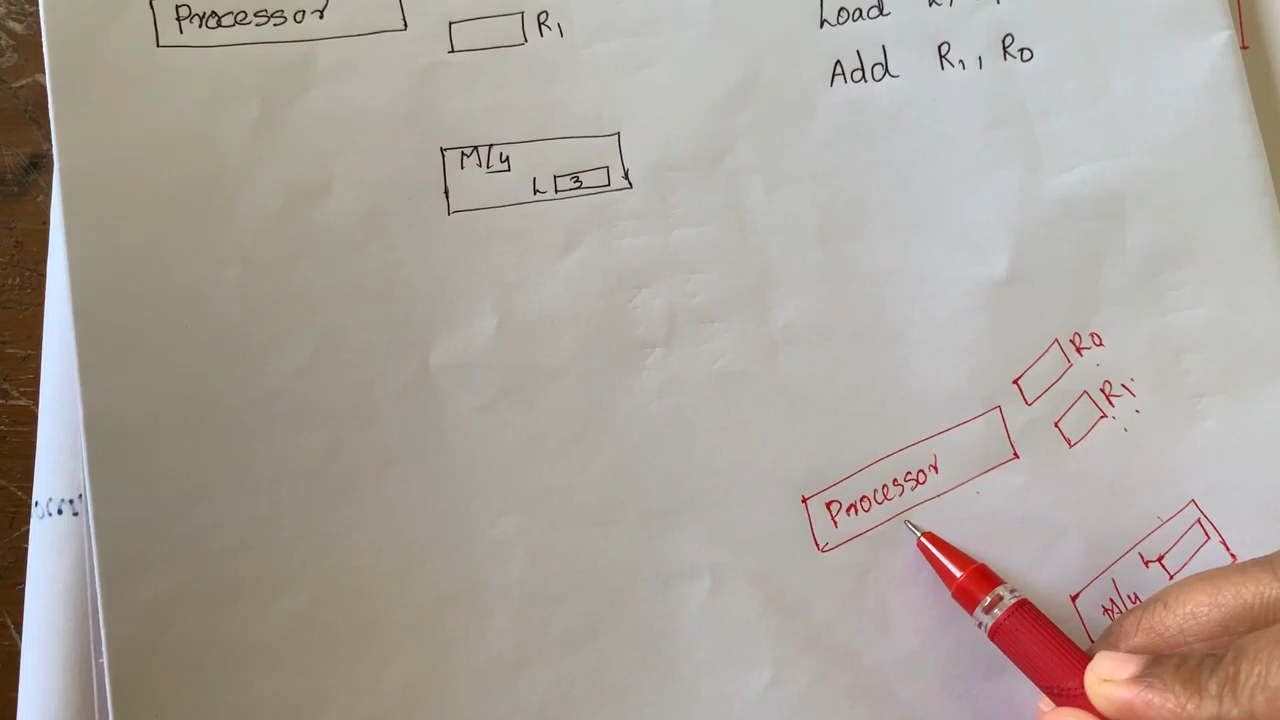 Processor
R1
Load
Add R1, R0
M/y
L 3
R0
R1
Processor
L
M/y